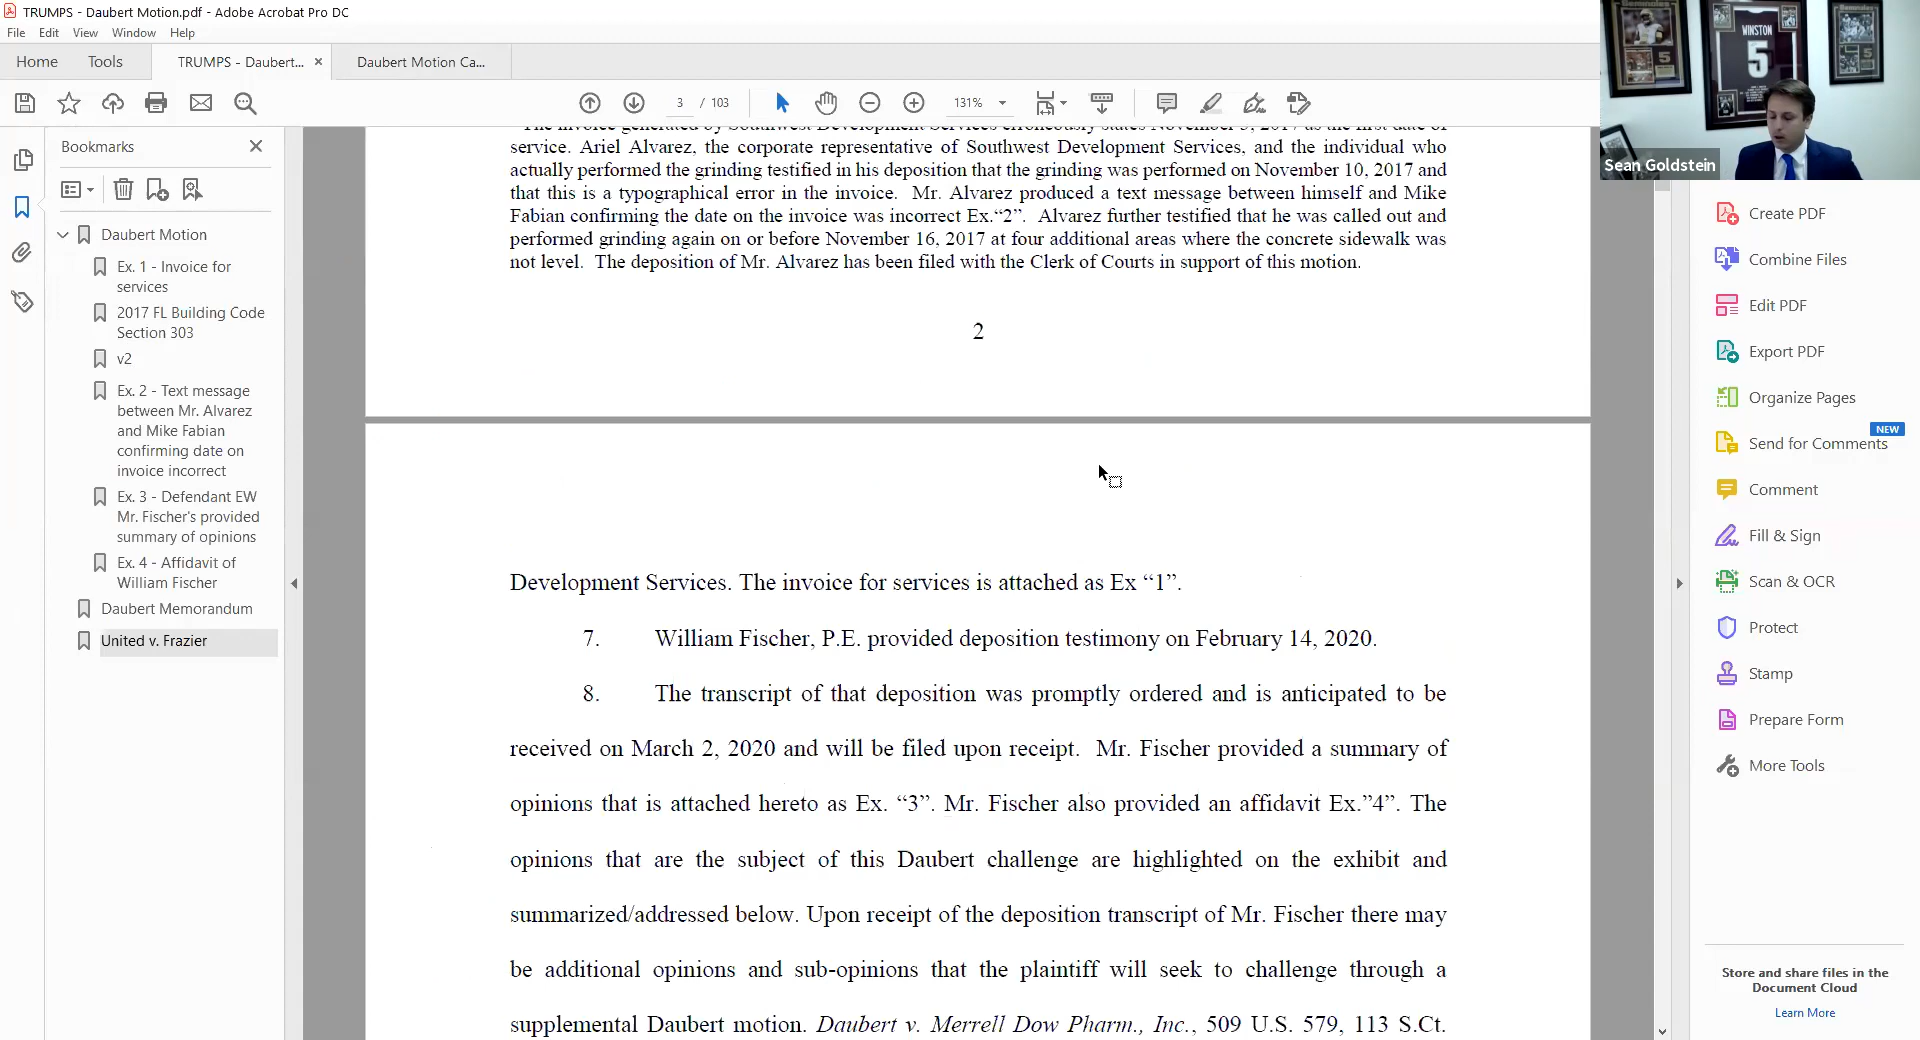 TRUMPS - Daubert Motion.pdf - Adobe Acrobat Pro DC
File Edit View Window Help
Home Tools TRUMPS - Daubert... × Daubert Motion Ca...
3 / 103 131%
WINSTON
5
Sean Goldstein
Bookmarks
Daubert Motion
Ex. 1 - Invoice for
services
2017 FL Building Code
Section 303
v2
Ex. 2 - Text message
between Mr. Alvarez
and Mike Fabian
confirming date on
invoice incorrect
Ex. 3 - Defendant EW
Mr. Fischer's provided
summary of opinions
Ex. 4 - Affidavit of
William Fischer
Daubert Memorandum
United v. Frazier
The invoice generated by Southwest Development Services erroneously states November 3, 2017 as the first date of
service. Ariel Alvarez, the corporate representative of Southwest Development Services, and the individual who
actually performed the grinding testified in his deposition that the grinding was performed on November 10, 2017 and
that this is a typographical error in the invoice. Mr. Alvarez produced a text message between himself and Mike
Fabian confirming the date on the invoice was incorrect Ex.“2”. Alvarez further testified that he was called out and
performed grinding again on or before November 16, 2017 at four additional areas where the concrete sidewalk was
not level. The deposition of Mr. Alvarez has been filed with the Clerk of Courts in support of this motion.
2
Development Services. The invoice for services is attached as Ex “1”.
7. William Fischer, P.E. provided deposition testimony on February 14, 2020.
8. The transcript of that deposition was promptly ordered and is anticipated to be
received on March 2, 2020 and will be filed upon receipt. Mr. Fischer provided a summary of
opinions that is attached hereto as Ex. “3”. Mr. Fischer also provided an affidavit Ex.”4”. The
opinions that are the subject of this Daubert challenge are highlighted on the exhibit and
summarized/addressed below. Upon receipt of the deposition transcript of Mr. Fischer there may
be additional opinions and sub-opinions that the plaintiff will seek to challenge through a
supplemental Daubert motion. Daubert v. Merrell Dow Pharm., Inc., 509 U.S. 579, 113 S.Ct.
Create PDF
Combine Files
Edit PDF
Export PDF
Organize Pages
NEW
Send for Comments
Comment
Fill & Sign
Scan & OCR
Protect
Stamp
Prepare Form
More Tools
Store and share files in the
Document Cloud
Learn More